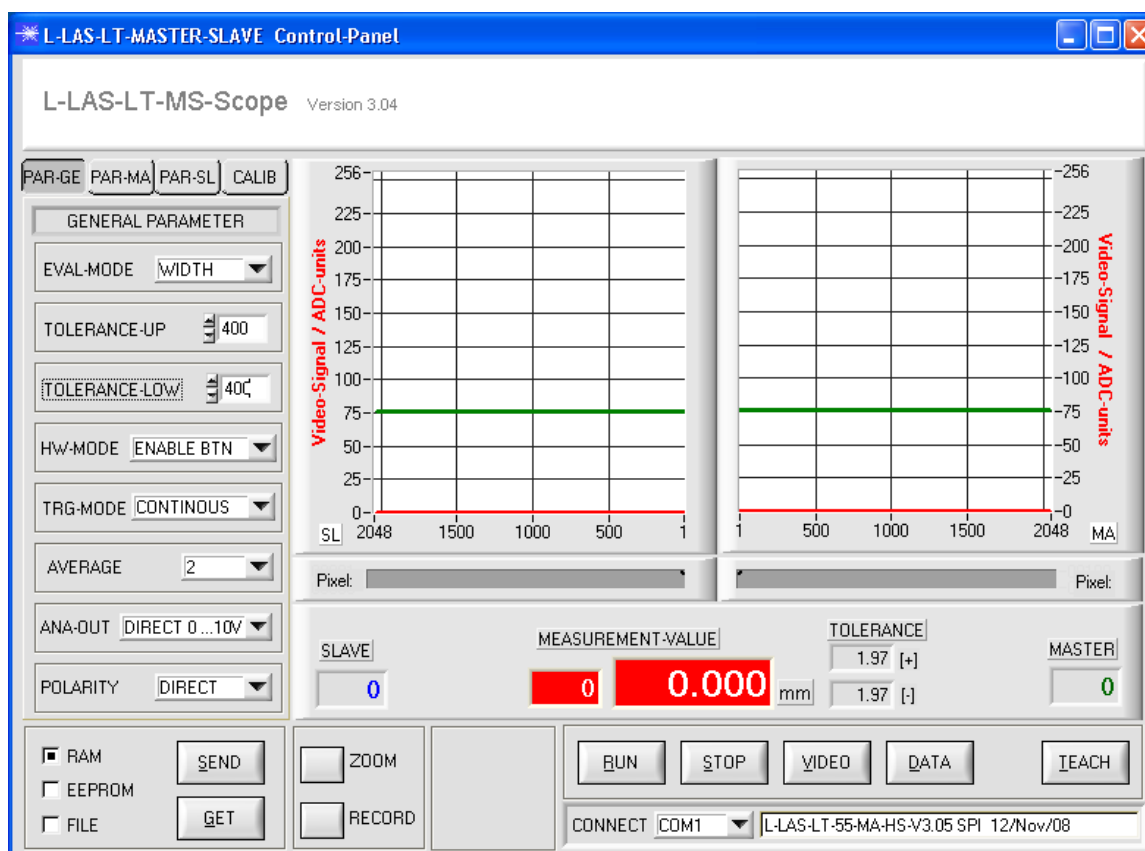 L-LAS-LT-MASTER-SLAVE Control-Panel
L-LAS-LT-MS-Scope Version 3.04
PAR-GE PAR-MA PAR-SL CALIB
GENERAL PARAMETER
EVAL-MODE WIDTH
TOLERANCE-UP 400
TOLERANCE-LOW 400
HW-MODE ENABLE BTN
TRG-MODE CONTINOUS
AVERAGE 2
ANA-OUT DIRECT 0...10V
POLARITY DIRECT
Video-Signal / ADC-units
256
225
200
175
150
125
100
75
50
25
0
SL 2048 1500 1000 500 1
Pixel:
256
225
200
175
150
125
100
75
50
25
0
Video-Signal / ADC-units
1 500 1000 1500 2048 MA
Pixel:
SLAVE
0
MEASUREMENT-VALUE
0 0.000 mm
TOLERANCE
1.97 [+]
1.97 [-]
MASTER
0
RAM
EEPROM
FILE
SEND
GET
ZOOM
RECORD
RUN STOP VIDEO DATA TEACH
CONNECT COM1 L-LAS-LT-55-MA-HS-V3.05 SPI 12/Nov/08